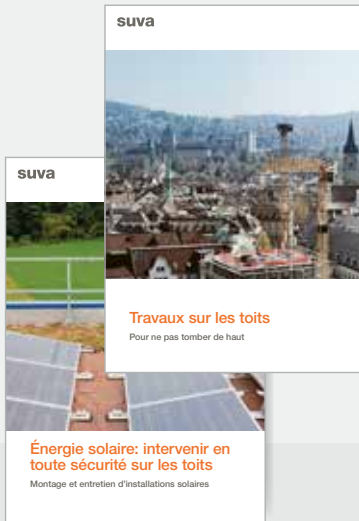 suva
Travaux sur les toits
Pour ne pas tomber de haut
suva
Énergie solaire: intervenir en
toute sécurité sur les toits
Montage et entretien d'installations solaires